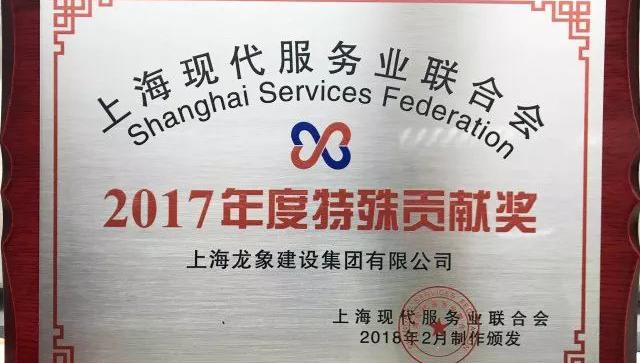 上海现代服务业联合会
Shanghai Services Federation
2017年度特殊贡献奖
上海龙象建设集团有限公司
上海现代服务业联合会
2018年2月制作颁发